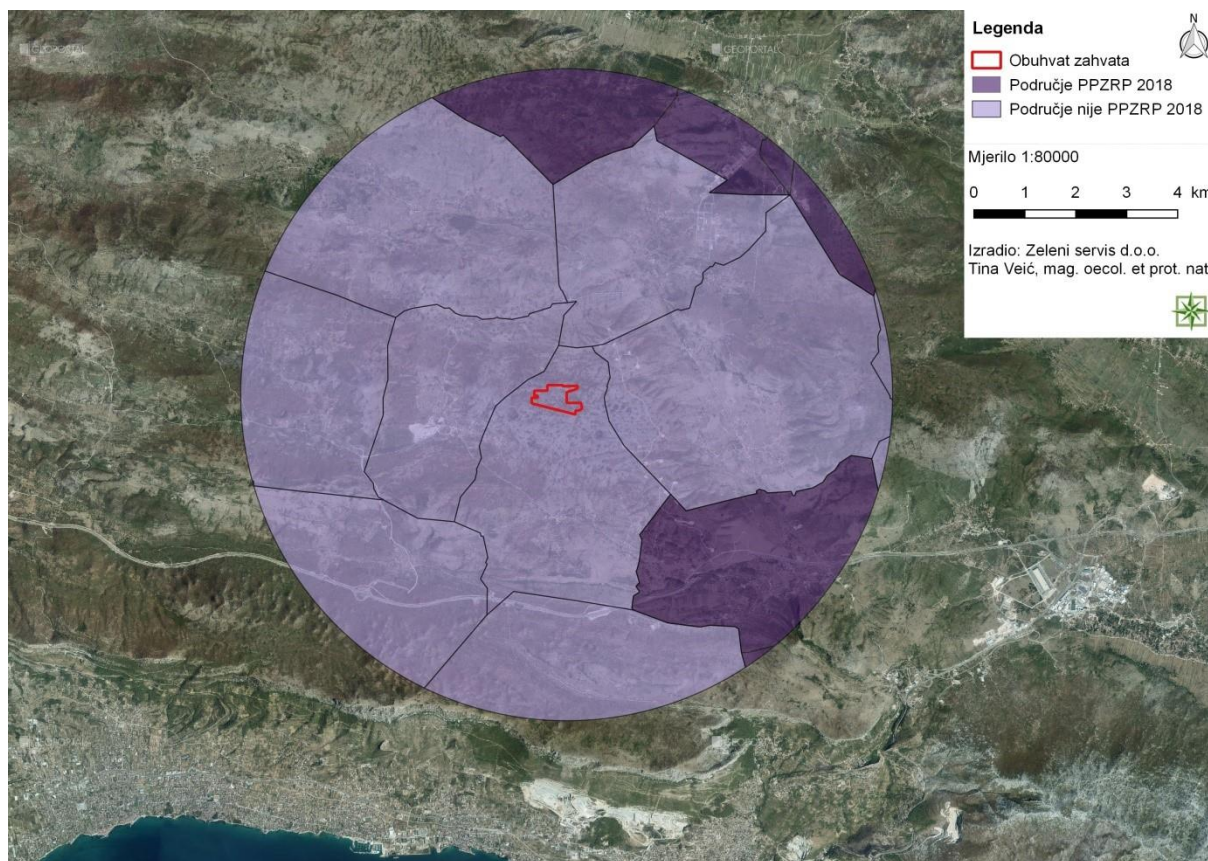 GEOPORTAL
GEOPORTAL
Legenda
N
Obuhvat zahvata
Područje PPZRP 2018
Područje nije PPZRP 2018
Mjerilo 1:80000
0 1 2 3 4 km
Izradio: Zeleni servis d.o.o.
Tina Veić, mag. oecol. et prot. nat